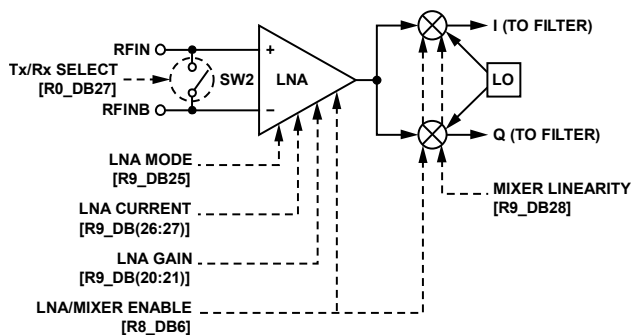 RFIN
I (TO FILTER)
Tx/Rx SELECT
[R0_DB27]
SW2
+
LNA
LO
RFINB
−
Q (TO FILTER)
LNA MODE
[R9_DB25]
MIXER LINEARITY
[R9_DB28]
LNA CURRENT
[R9_DB(26:27)]
LNA GAIN
[R9_DB(20:21)]
LNA/MIXER ENABLE
[R8_DB6]